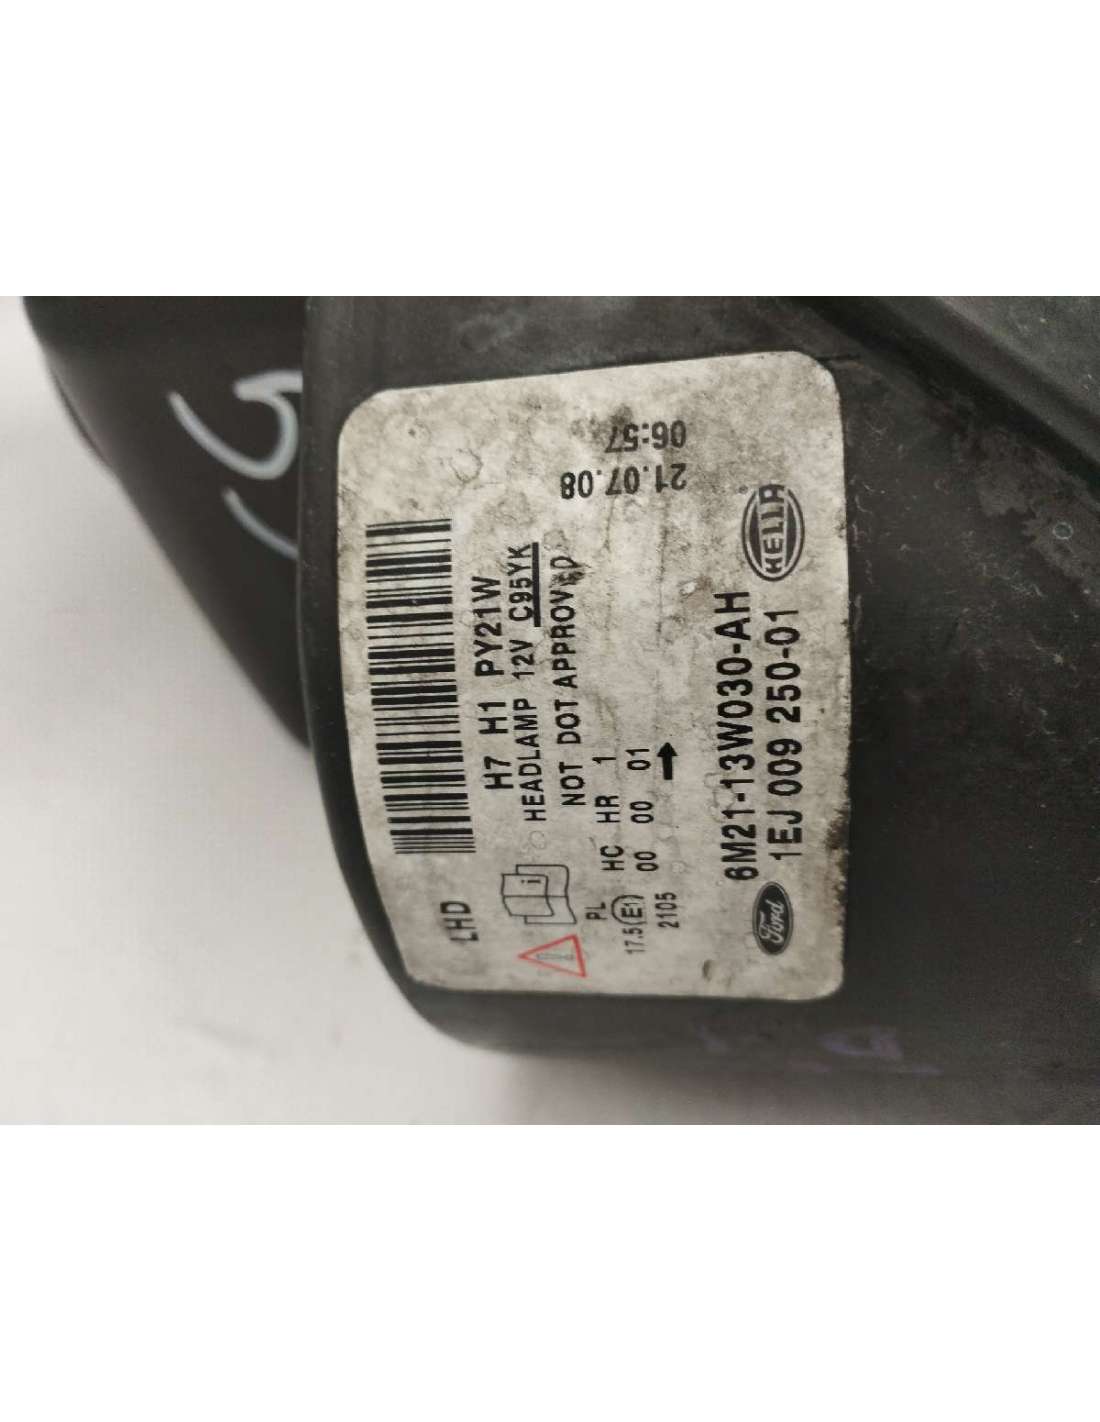 LHD
H7 H1 PY21W
HEADLAMP 12V C95YK
NOT DOT APPROVED
PL HC HR 1
17.5 E1 00 00 01
2105
21.07.08
06:57
Ford 6M21-13W030-AH
1EJ 009 250-01 HELLA